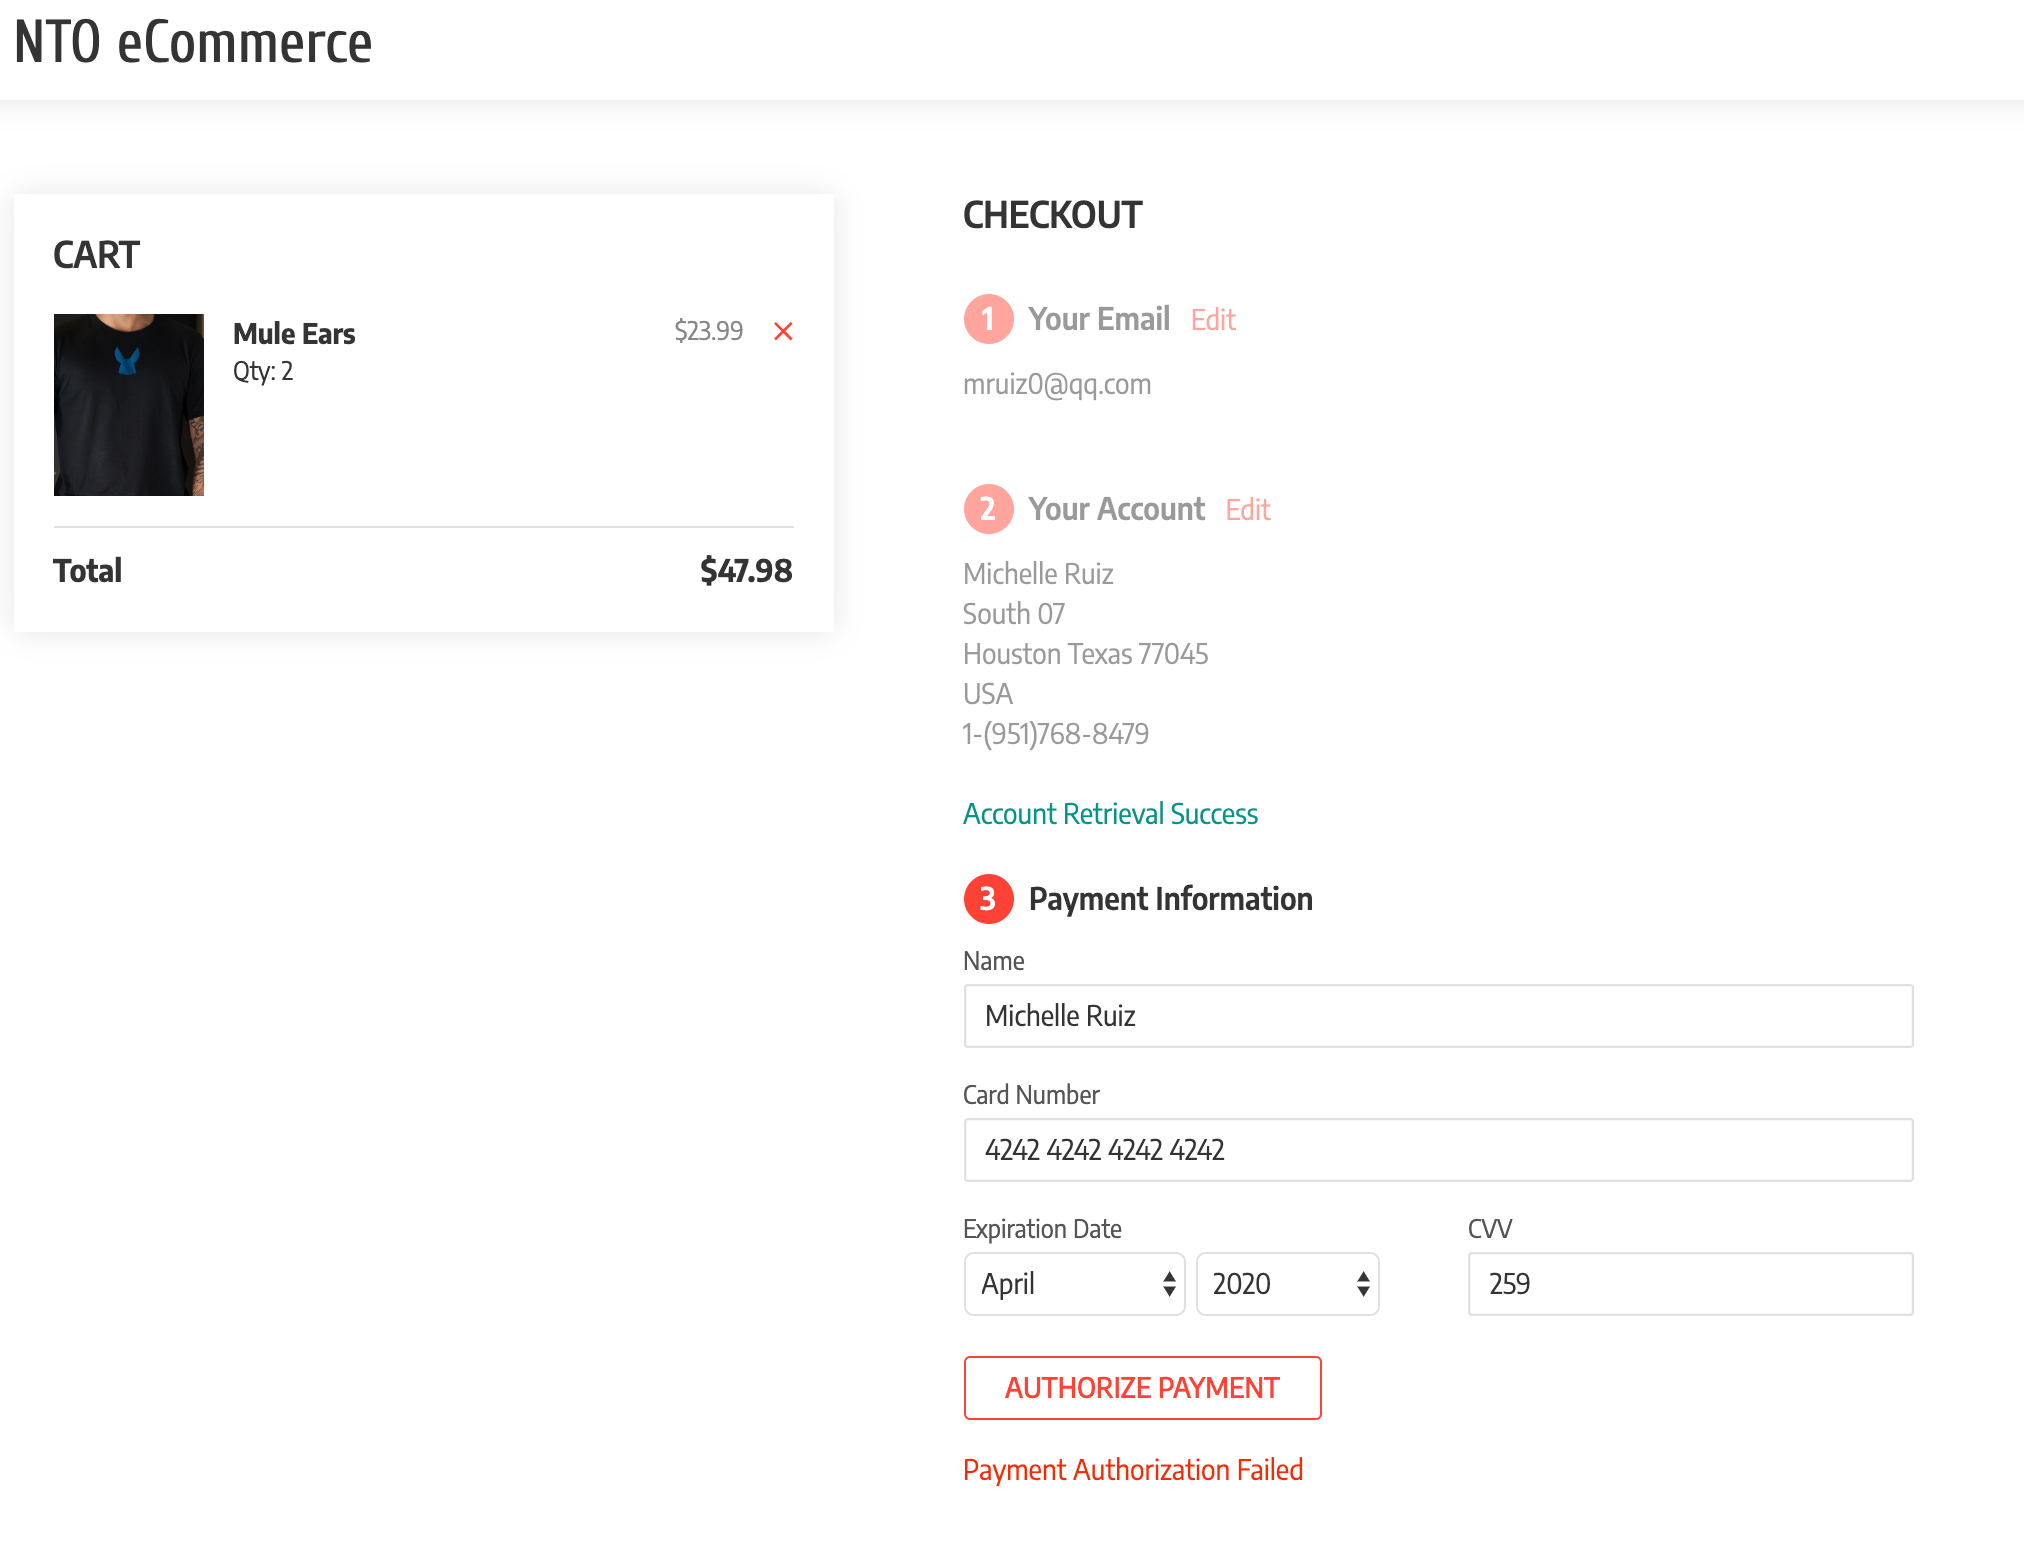 NTO eCommerce
CART
Mule Ears
$23.99
Qty: 2
Total
$47.98
CHECKOUT
1 Your Email Edit
mruiz0@qq.com
2 Your Account Edit
Michelle Ruiz
South 07
Houston Texas 77045
USA
1-(951)768-8479
Account Retrieval Success
3 Payment Information
Name
Michelle Ruiz
Card Number
4242 4242 4242 4242
Expiration Date
CVV
April
2020
259
AUTHORIZE PAYMENT
Payment Authorization Failed